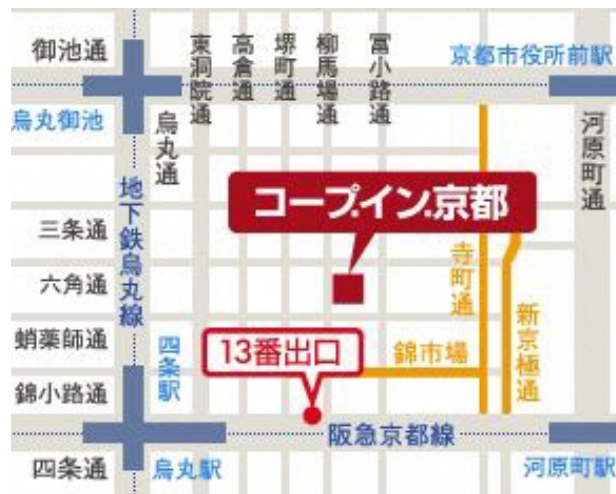 御池通
東洞院通
高倉通
堺町通
柳馬場通
冨小路通
京都市役所前駅
烏丸御池
烏丸通
河原町通
地下鉄烏丸線
コープ.イン.京都
三条通
六角通
寺町通
蛸薬師通
四条駅
13番出口
錦市場
新京極通
錦小路通
阪急京都線
四条通
烏丸駅
河原町駅